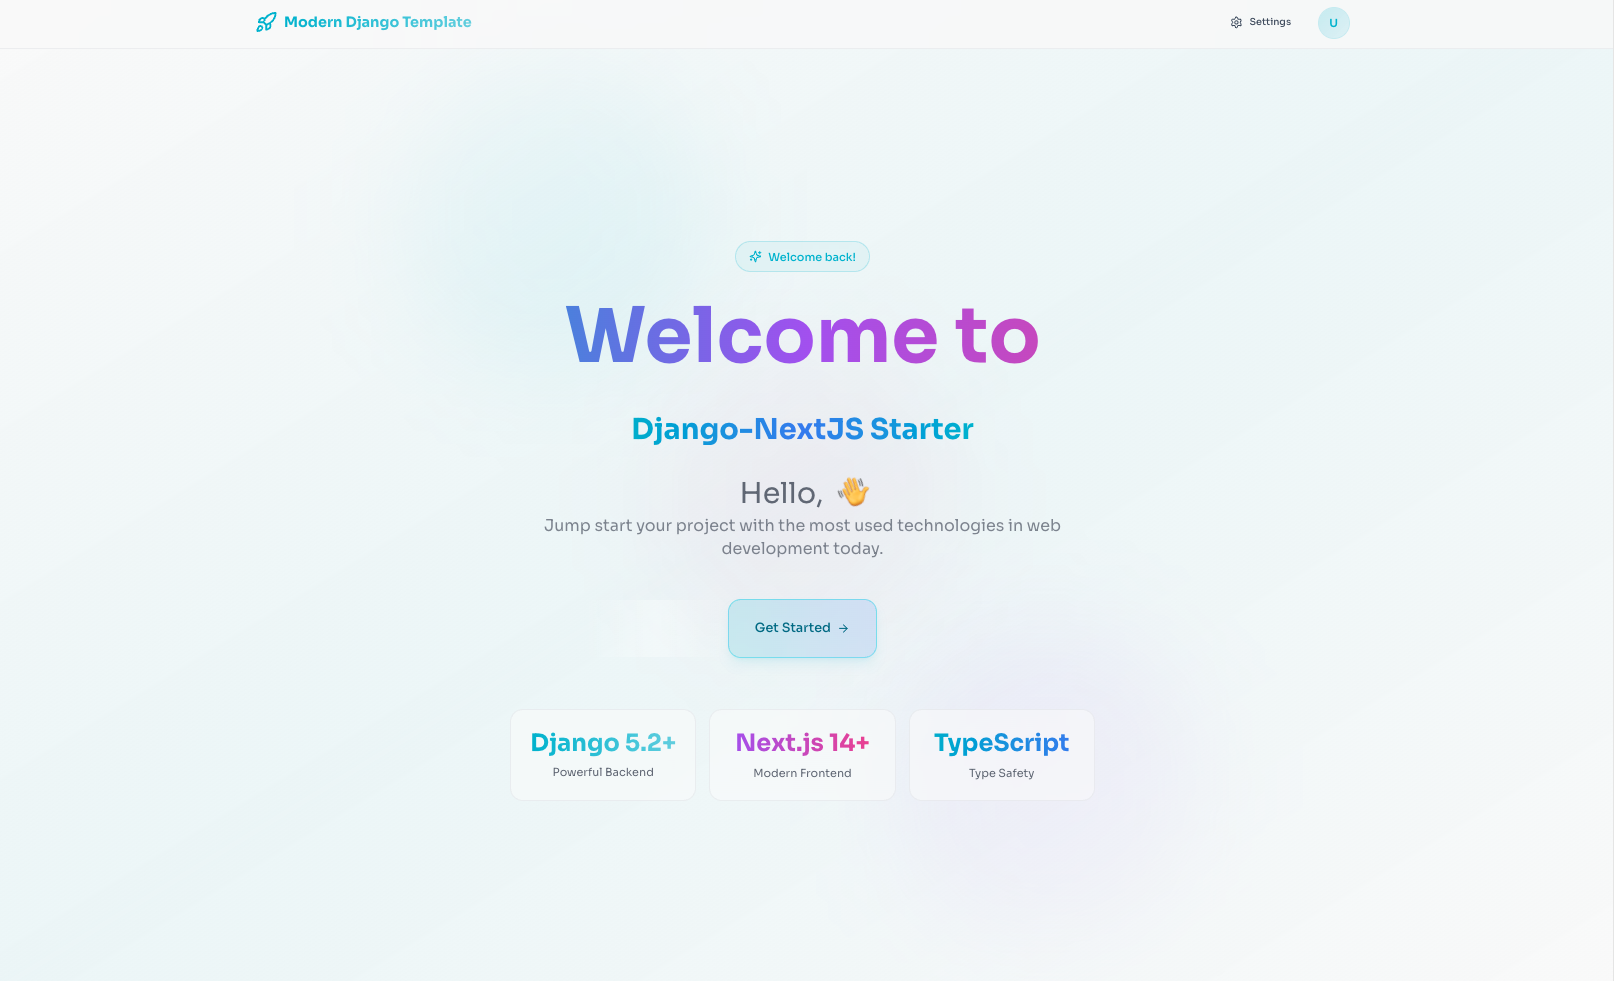 Modern Django Template
Settings
U
Welcome back!
Welcome to
Django-NextJS Starter
Hello, 👋
Jump start your project with the most used technologies in web
development today.
Get Started →
Django 5.2+
Powerful Backend
Next.js 14+
Modern Frontend
TypeScript
Type Safety